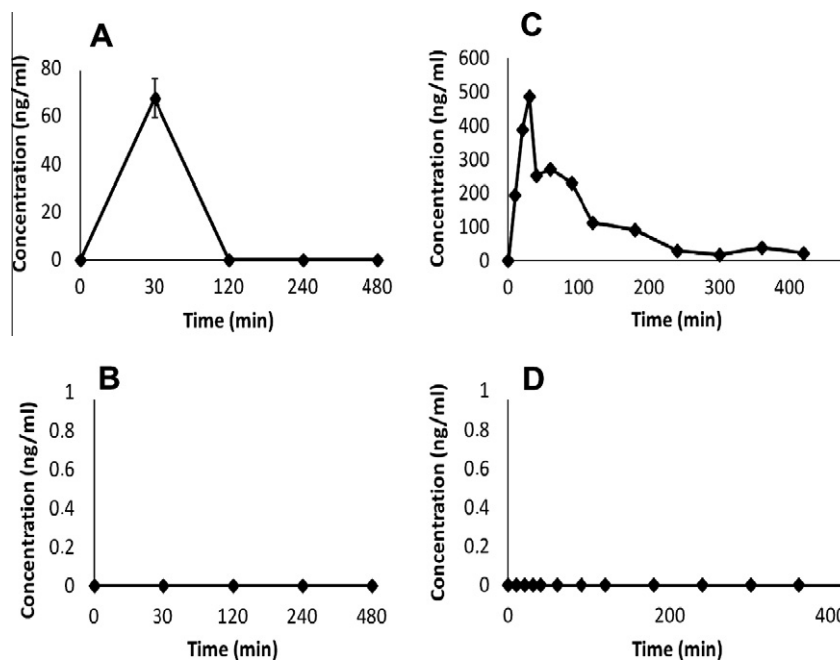 A
Concentration (ng/ml)
80
60
40
20
0
0 30 120 240 480
Time (min)
C
Concentration (ng/ml)
600
500
400
300
200
100
0
0 100 200 300 400
Time (min)
B
Concentration (ng/ml)
1
0.8
0.6
0.4
0.2
0
0 30 120 240 480
Time (min)
D
Concentration (ng/ml)
1
0.8
0.6
0.4
0.2
0
0 200 400
Time (min)